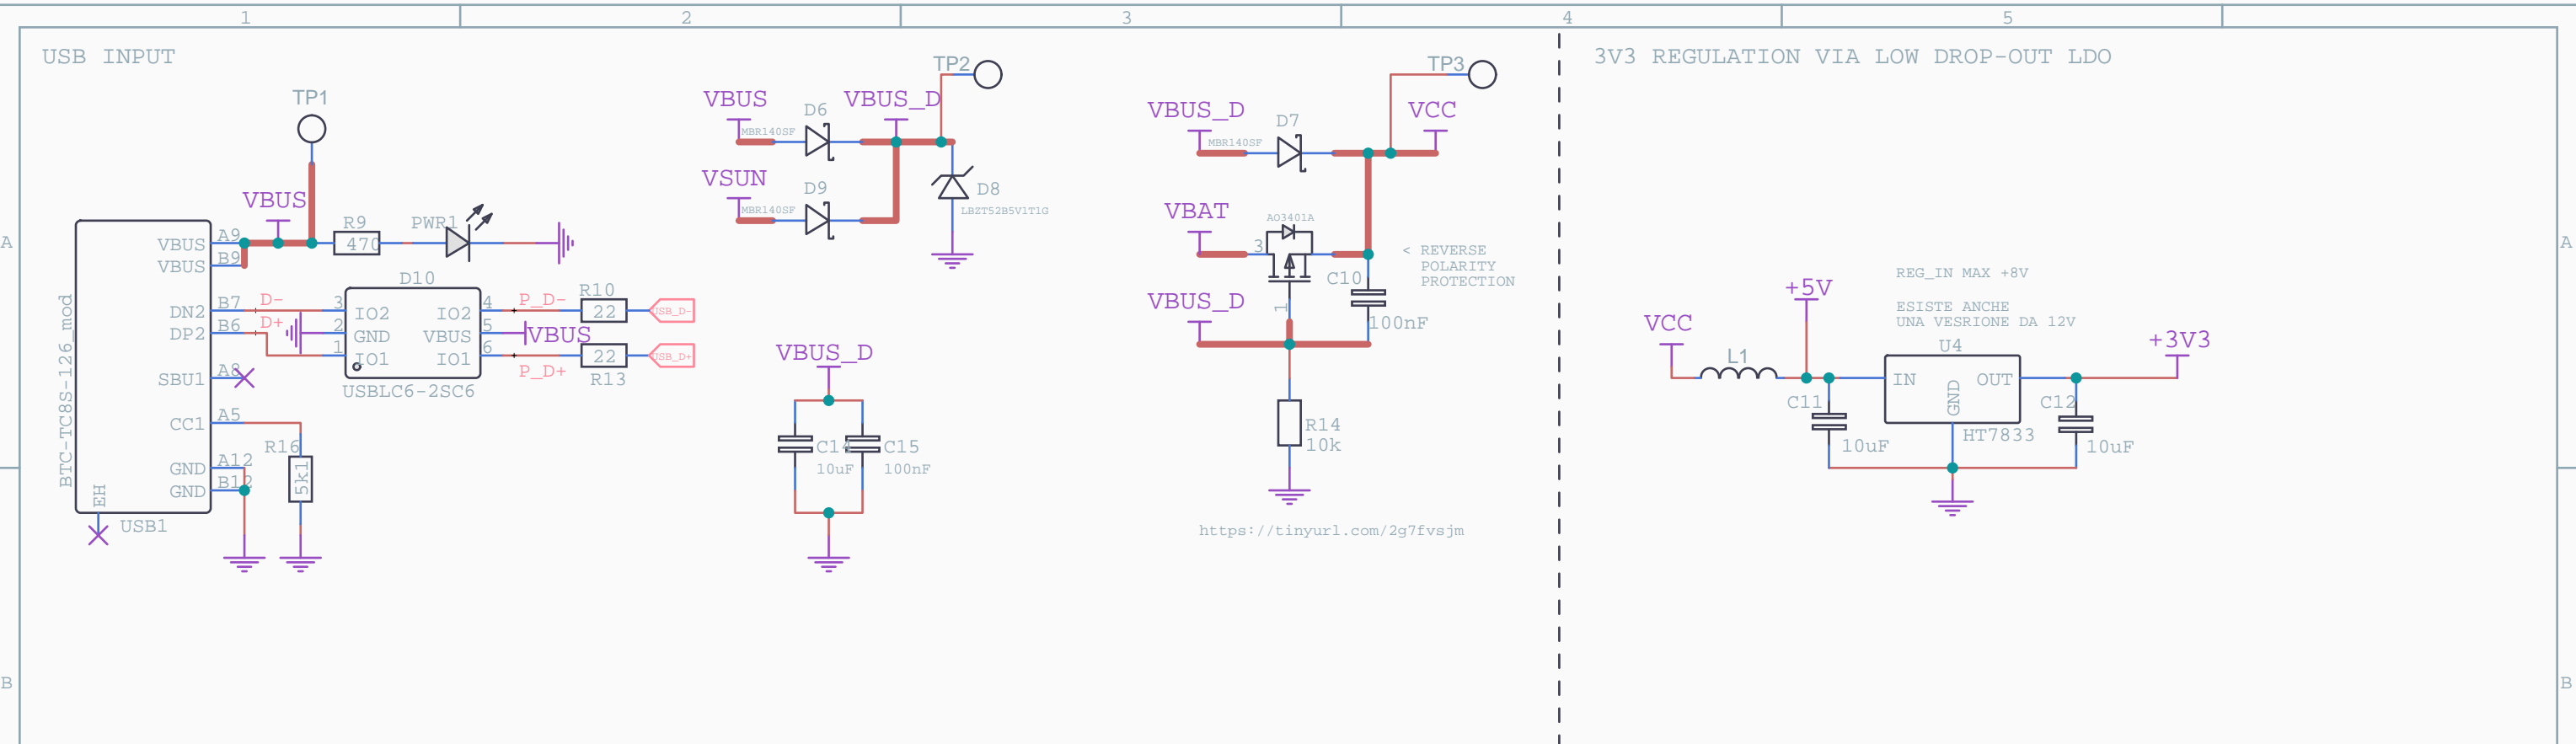 1 2 3 4 5
USB INPUT
TP1
VBUS
R9
470
PWR1
A
B
BTC-TC8S-126_mod
VBUS A9
VBUS B9
DN2 B7 D-
DP2 B6 D+
SBU1 A8
CC1 A5
GND A12
GND B12
EH
USB1
R16
5k1
D10
3 IO2 IO2 4
2 GND VBUS 5
1 IO1 IO1 6
USBLC6-2SC6
P_D-
VBUS
P_D+
R10
22
USB_D-
22
R13
USB_D+
VBUS
MBR140SF
D6
VBUS_D
TP2
VSUN
MBR140SF
D9
D8
LBZT52B5V1T1G
VBUS_D
C14
10uF
C15
100nF
TP3
VBUS_D
MBR140SF
D7
VCC
VBAT
AO3401A
3
1
< REVERSE
POLARITY
PROTECTION
C10
100nF
VBUS_D
R14
10k
https://tinyurl.com/2g7fvsjm
3V3 REGULATION VIA LOW DROP-OUT LDO
REG_IN MAX +8V
ESISTE ANCHE
UNA VESRIONE DA 12V
VCC
L1
+5V
C11
10uF
U4
IN OUT
GND
HT7833
C12
10uF
+3V3
A
B